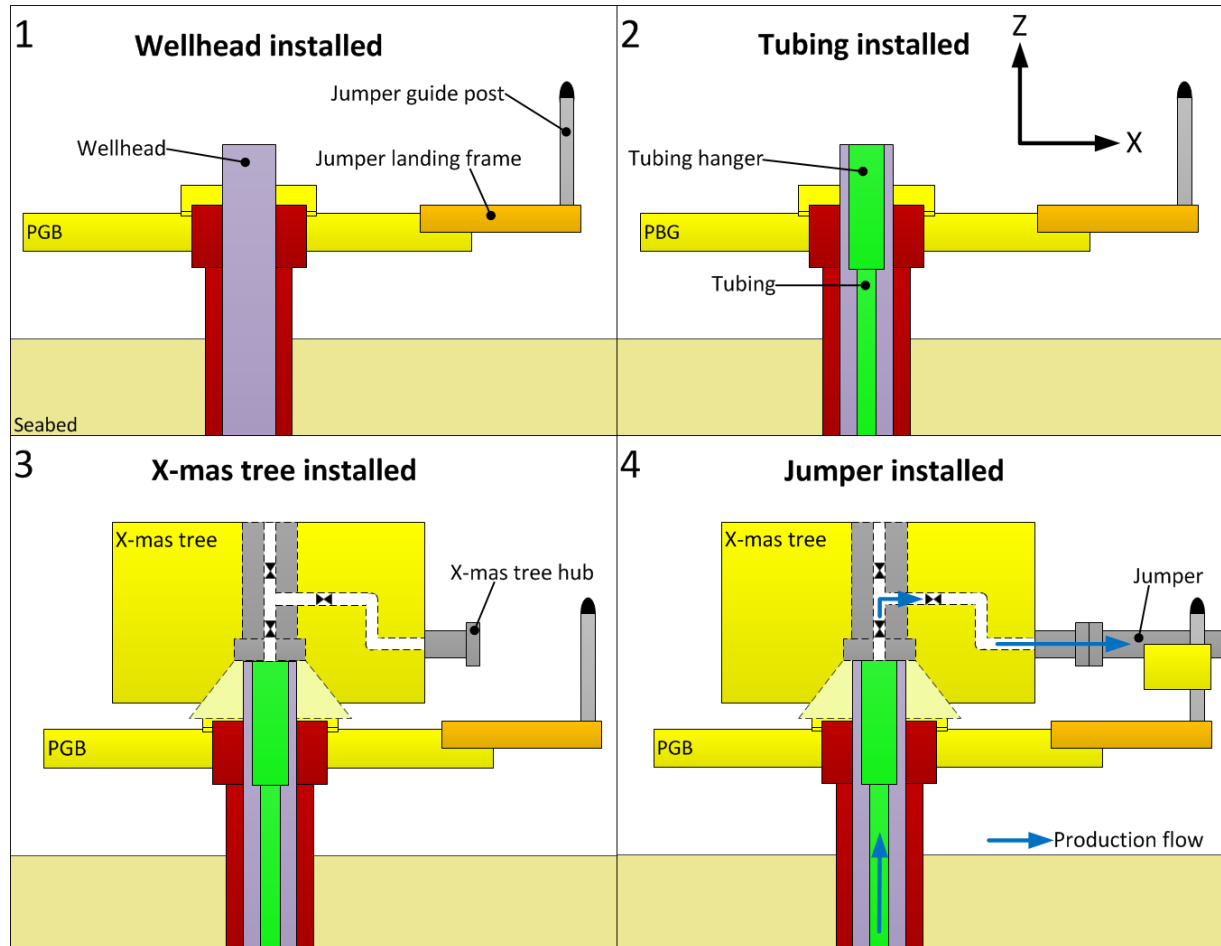 1
Wellhead installed
Jumper guide post
Wellhead
Jumper landing frame
PGB
Seabed
2
Tubing installed
Z
X
Tubing hanger
PBG
Tubing
3
X-mas tree installed
X-mas tree
X-mas tree hub
PGB
4
Jumper installed
X-mas tree
Jumper
PGB
Production flow